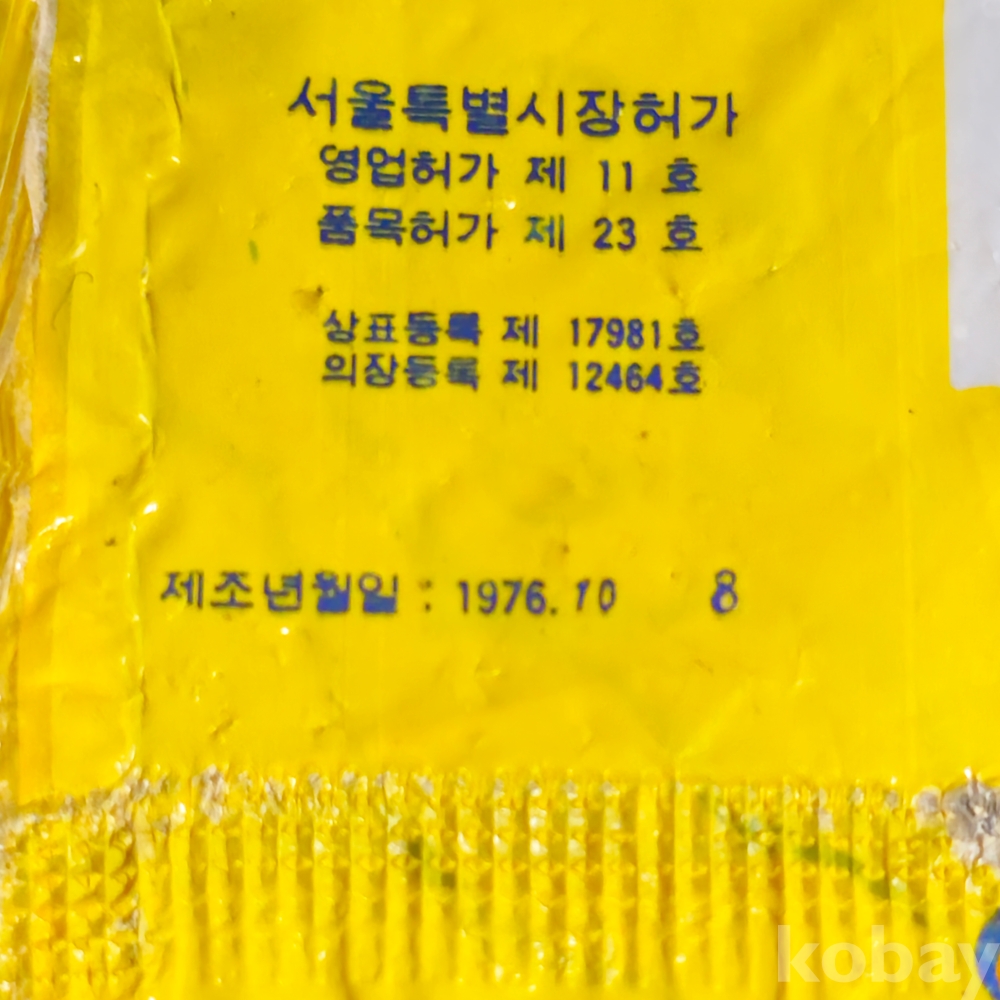 서울특별시장허가
영업허가 제 11 호
품목허가 제 23 호
상표등록 제 17981호
의장등록 제 12464호
제조년월일 : 1976. 10 8
kobay